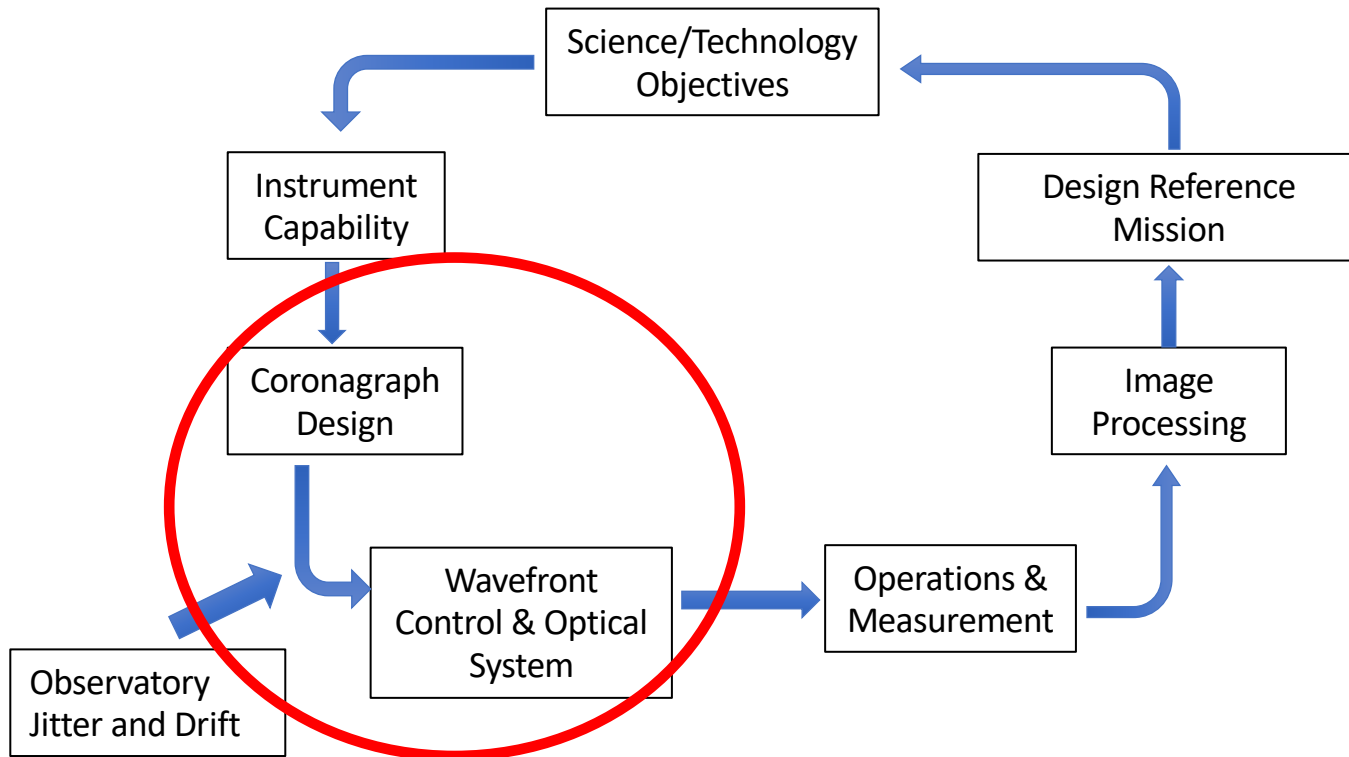 Science/Technology
Objectives
Instrument
Capability
Design Reference
Mission
Coronagraph
Design
Image
Processing
Wavefront
Control & Optical
System
Operations &
Measurement
Observatory
Jitter and Drift